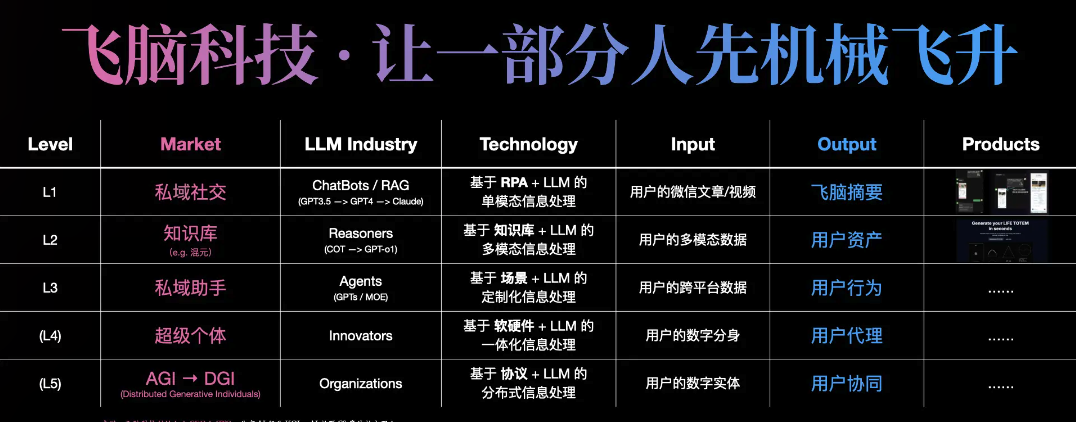 飞脑科技 · 让一部分人先机械飞升
Level Market LLM Industry Technology Input Output Products
L1 私域社交 ChatBots / RAG
(GPT3.5 —> GPT4 —> Claude) 基于 RPA + LLM 的
单模态信息处理 用户的微信文章/视频 飞脑摘要
L2 知识库
(e.g. 混元) Reasoners
(COT —> GPT-o1) 基于 知识库 + LLM 的
多模态信息处理 用户的多模态数据 用户资产 Generate your LIFE TOTEM
in seconds
L3 私域助手 Agents
(GPTs / MOE) 基于 场景 + LLM 的
定制化信息处理 用户的跨平台数据 用户行为 ......
(L4) 超级个体 Innovators 基于 软硬件 + LLM 的
一体化信息处理 用户的数字分身 用户代理 ......
(L5) AGI → DGI
(Distributed Generative Individuals) Organizations 基于 协议 + LLM 的
分布式信息处理 用户的数字实体 用户协同 ......